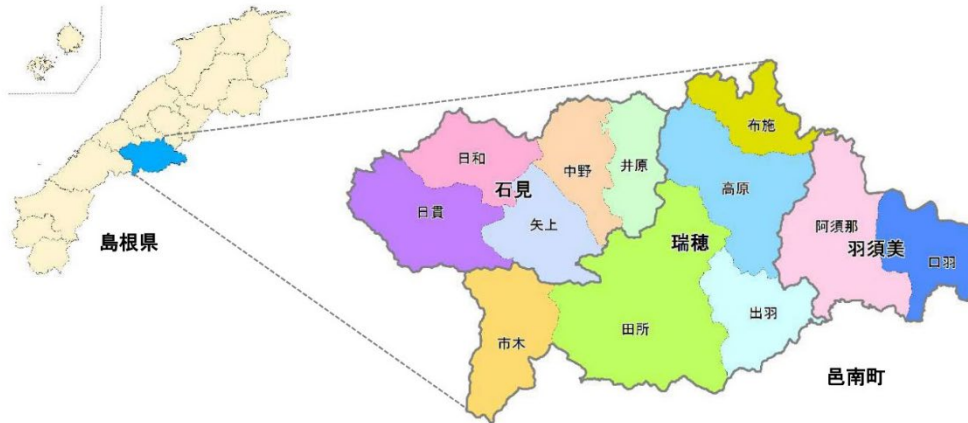 布施
日和
中野
井原
石見
高原
日貫
矢上
阿須那
島根県
瑞穂
羽須美
口羽
出羽
市木
田所
邑南町